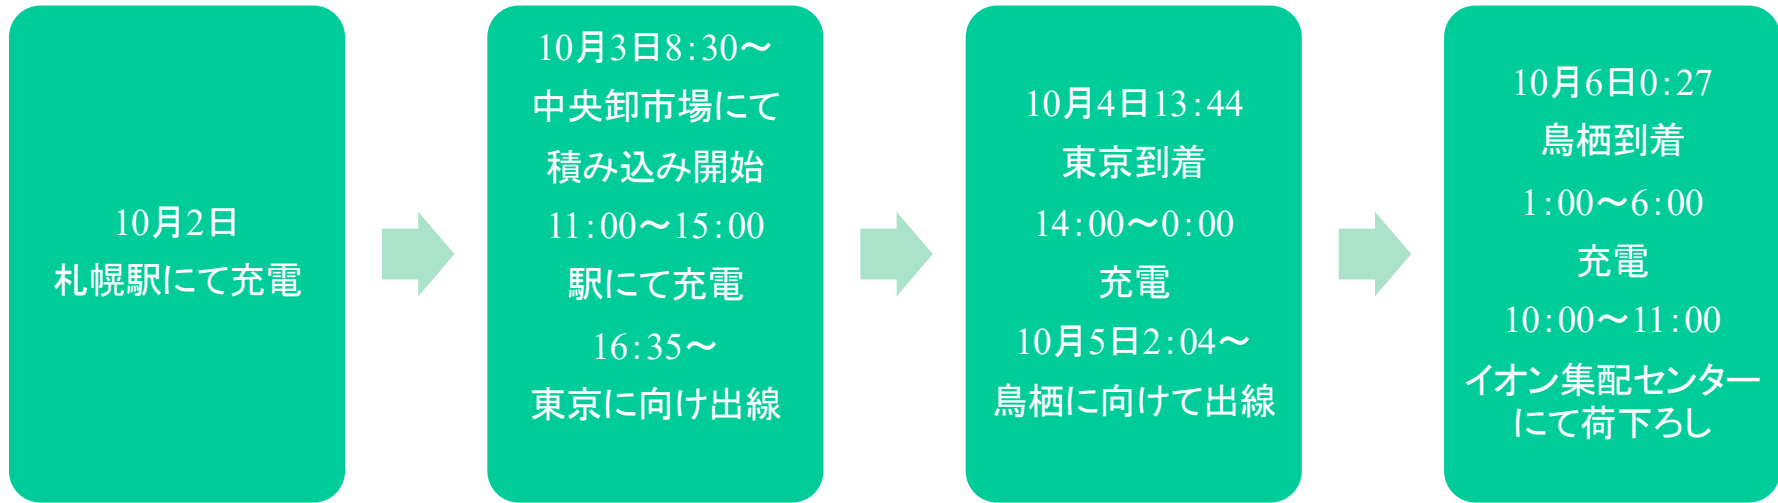 10月2日
札幌駅にて充電
10月3日8:30～
中央卸市場にて
積み込み開始
11:00～15:00
駅にて充電
16:35～
東京に向け出線
10月4日13:44
東京到着
14:00～0:00
充電
10月5日2:04～
鳥栖に向けて出線
10月6日0:27
鳥栖到着
1:00～6:00
充電
10:00～11:00
イオン集配センター
にて荷下ろし